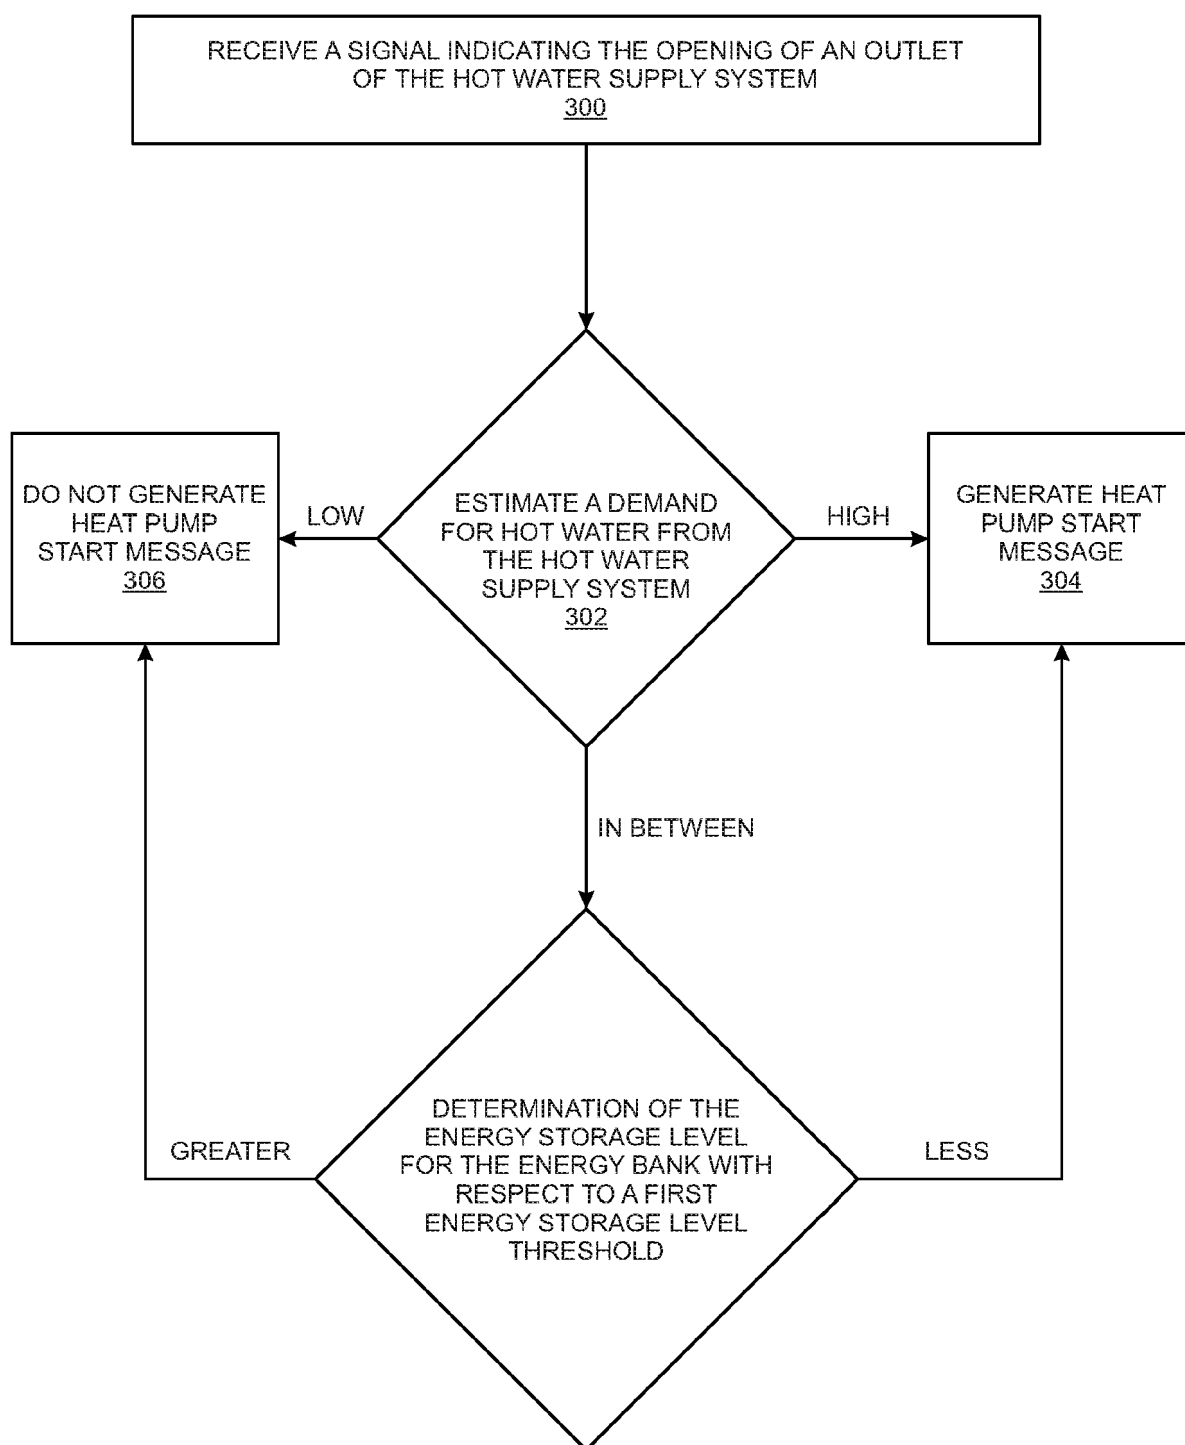 RECEIVE A SIGNAL INDICATING THE OPENING OF AN OUTLET
OF THE HOT WATER SUPPLY SYSTEM
300
DO NOT GENERATE
HEAT PUMP
START MESSAGE
306
LOW
ESTIMATE A DEMAND
FOR HOT WATER FROM
THE HOT WATER
SUPPLY SYSTEM
302
HIGH
GENERATE HEAT
PUMP START
MESSAGE
304
IN BETWEEN
GREATER
DETERMINATION OF THE
ENERGY STORAGE LEVEL
FOR THE ENERGY BANK WITH
RESPECT TO A FIRST
ENERGY STORAGE LEVEL
THRESHOLD
LESS